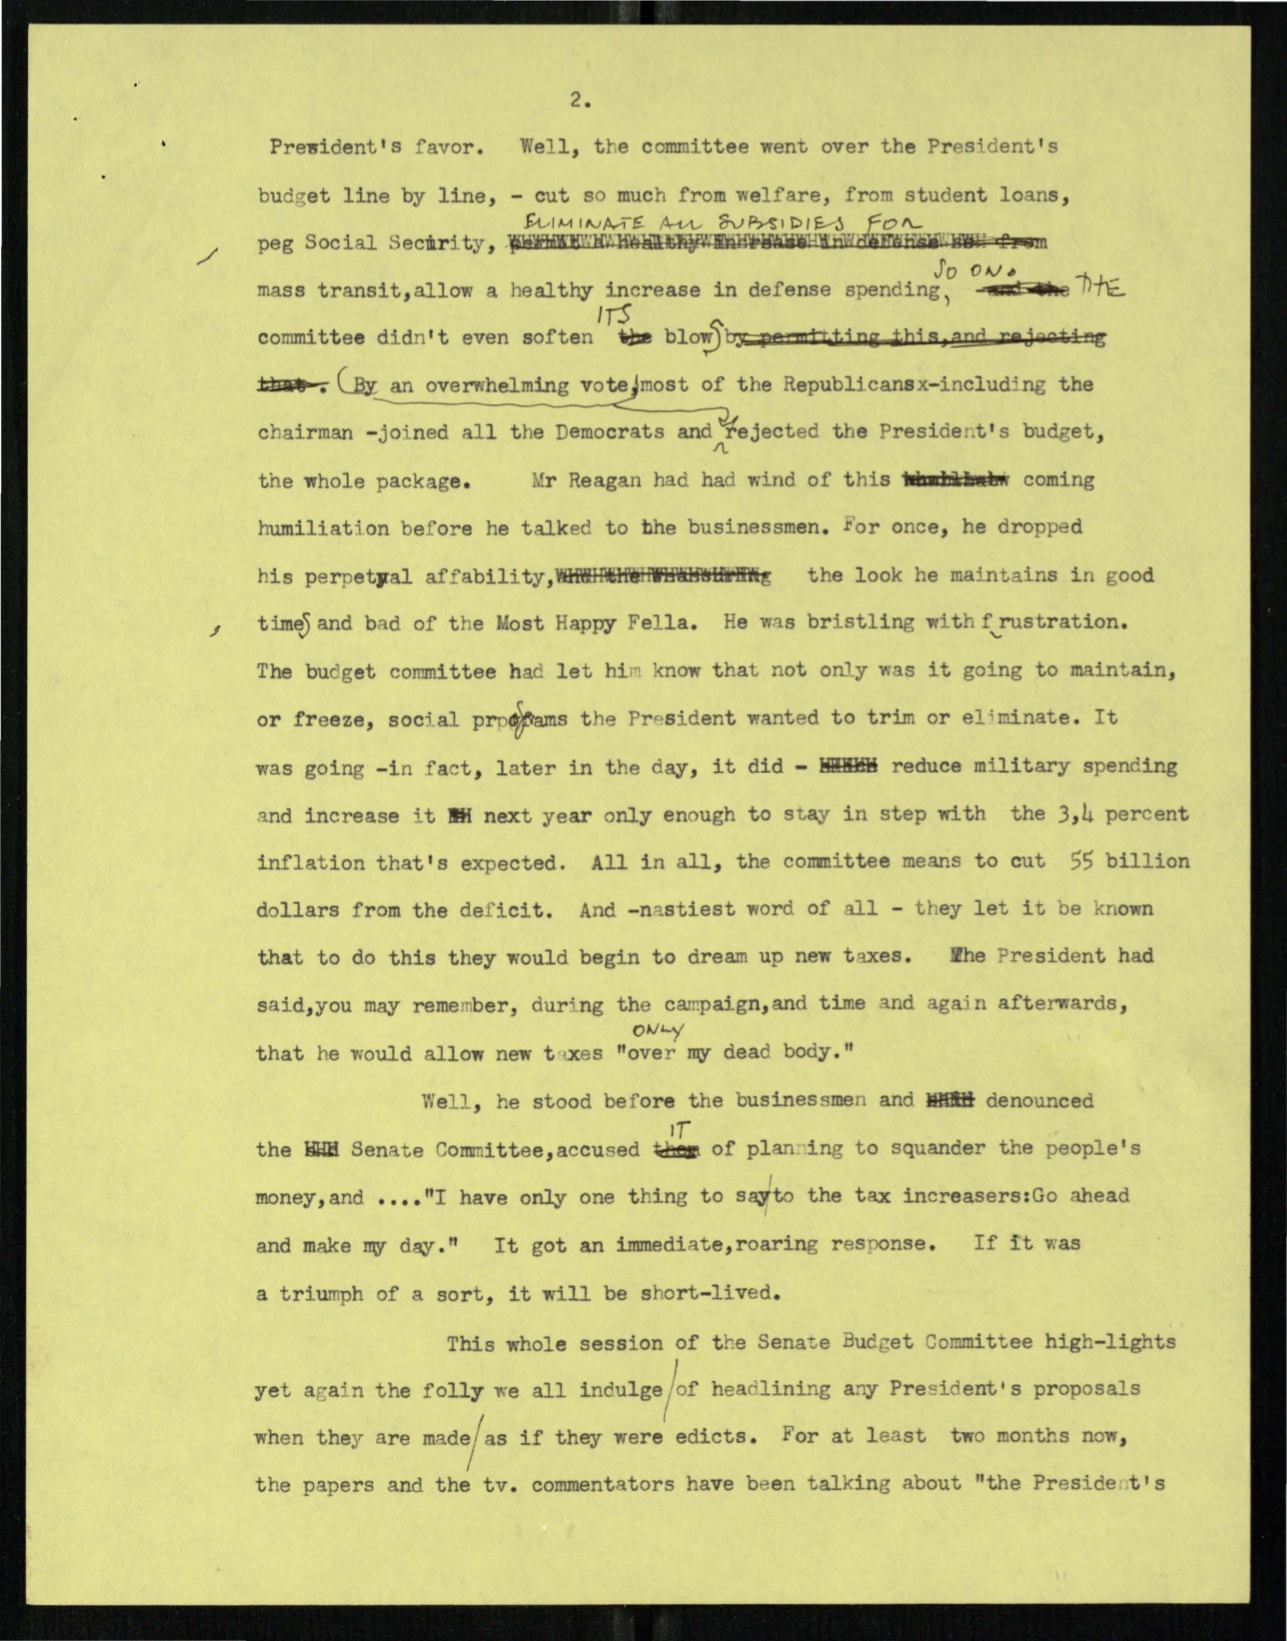 2.
Prewident's favor. Well, the committee went over the President's
budget line by line, - cut so much from welfare, from student loans,
ELIMINATE ALL SUBSIDIES FOR
peg Social Security, from
SO ON.
mass transit,allow a healthy increase in defense spending, and the THE
ITS
committee didn't even soften the blow by permitting this,and rejecting
that. (By an overwhelming vote,most of the Republicansx-including the
chairman -joined all the Democrats and rejected the President's budget,
the whole package. Mr Reagan had had wind of this coming
humiliation before he talked to the businessmen. For once, he dropped
his perpetyal affability, the look he maintains in good
times and bad of the Most Happy Fella. He was bristling with f rustration.
The budget committee had let him know that not only was it going to maintain,
or freeze, social programs the President wanted to trim or eliminate. It
was going -in fact, later in the day, it did - reduce military spending
and increase it next year only enough to stay in step with the 3,4 percent
inflation that's expected. All in all, the committee means to cut 55 billion
dollars from the deficit. And -nastiest word of all - they let it be known
that to do this they would begin to dream up new taxes. The President had
said,you may remember, during the campaign,and time and again afterwards,
ONLY
that he would allow new taxes "over my dead body."
Well, he stood before the businessmen and denounced
IT
the Senate Committee,accused them of planning to squander the people's
money,and ...."I have only one thing to say/to the tax increasers:Go ahead
and make my day." It got an immediate,roaring response. If it was
a triumph of a sort, it will be short-lived.
This whole session of the Senate Budget Committee high-lights
yet again the folly we all indulge/of headlining any President's proposals
when they are made/as if they were edicts. For at least two months now,
the papers and the tv. commentators have been talking about "the President's